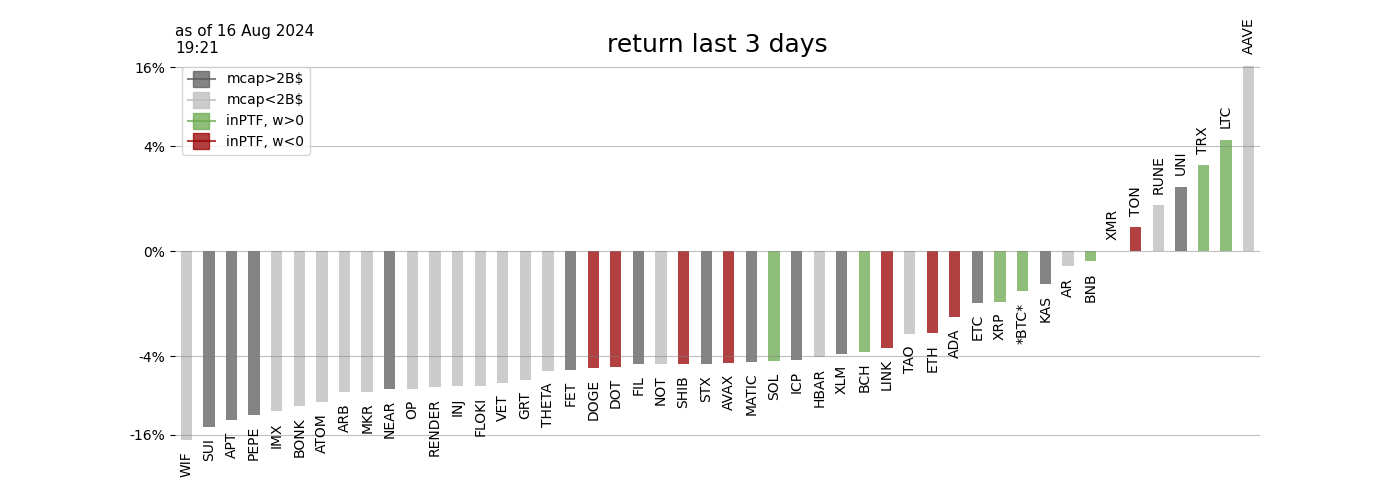 as of 16 Aug 2024
19:21
return last 3 days
16%
4%
0%
-4%
-16%
mcap>2B$
mcap<2B$
inPTF, w>0
inPTF, w<0
WIF
SUI
APT
PEPE
IMX
BONK
ATOM
ARB
MKR
NEAR
OP
RENDER
INJ
FLOKI
VET
GRT
THETA
FET
DOGE
DOT
FIL
NOT
SHIB
STX
AVAX
MATIC
SOL
ICP
HBAR
XLM
BCH
LINK
TAO
ETH
ADA
ETC
XRP
*BTC*
KAS
AR
BNB
XMR
TON
RUNE
UNI
TRX
LTC
AAVE